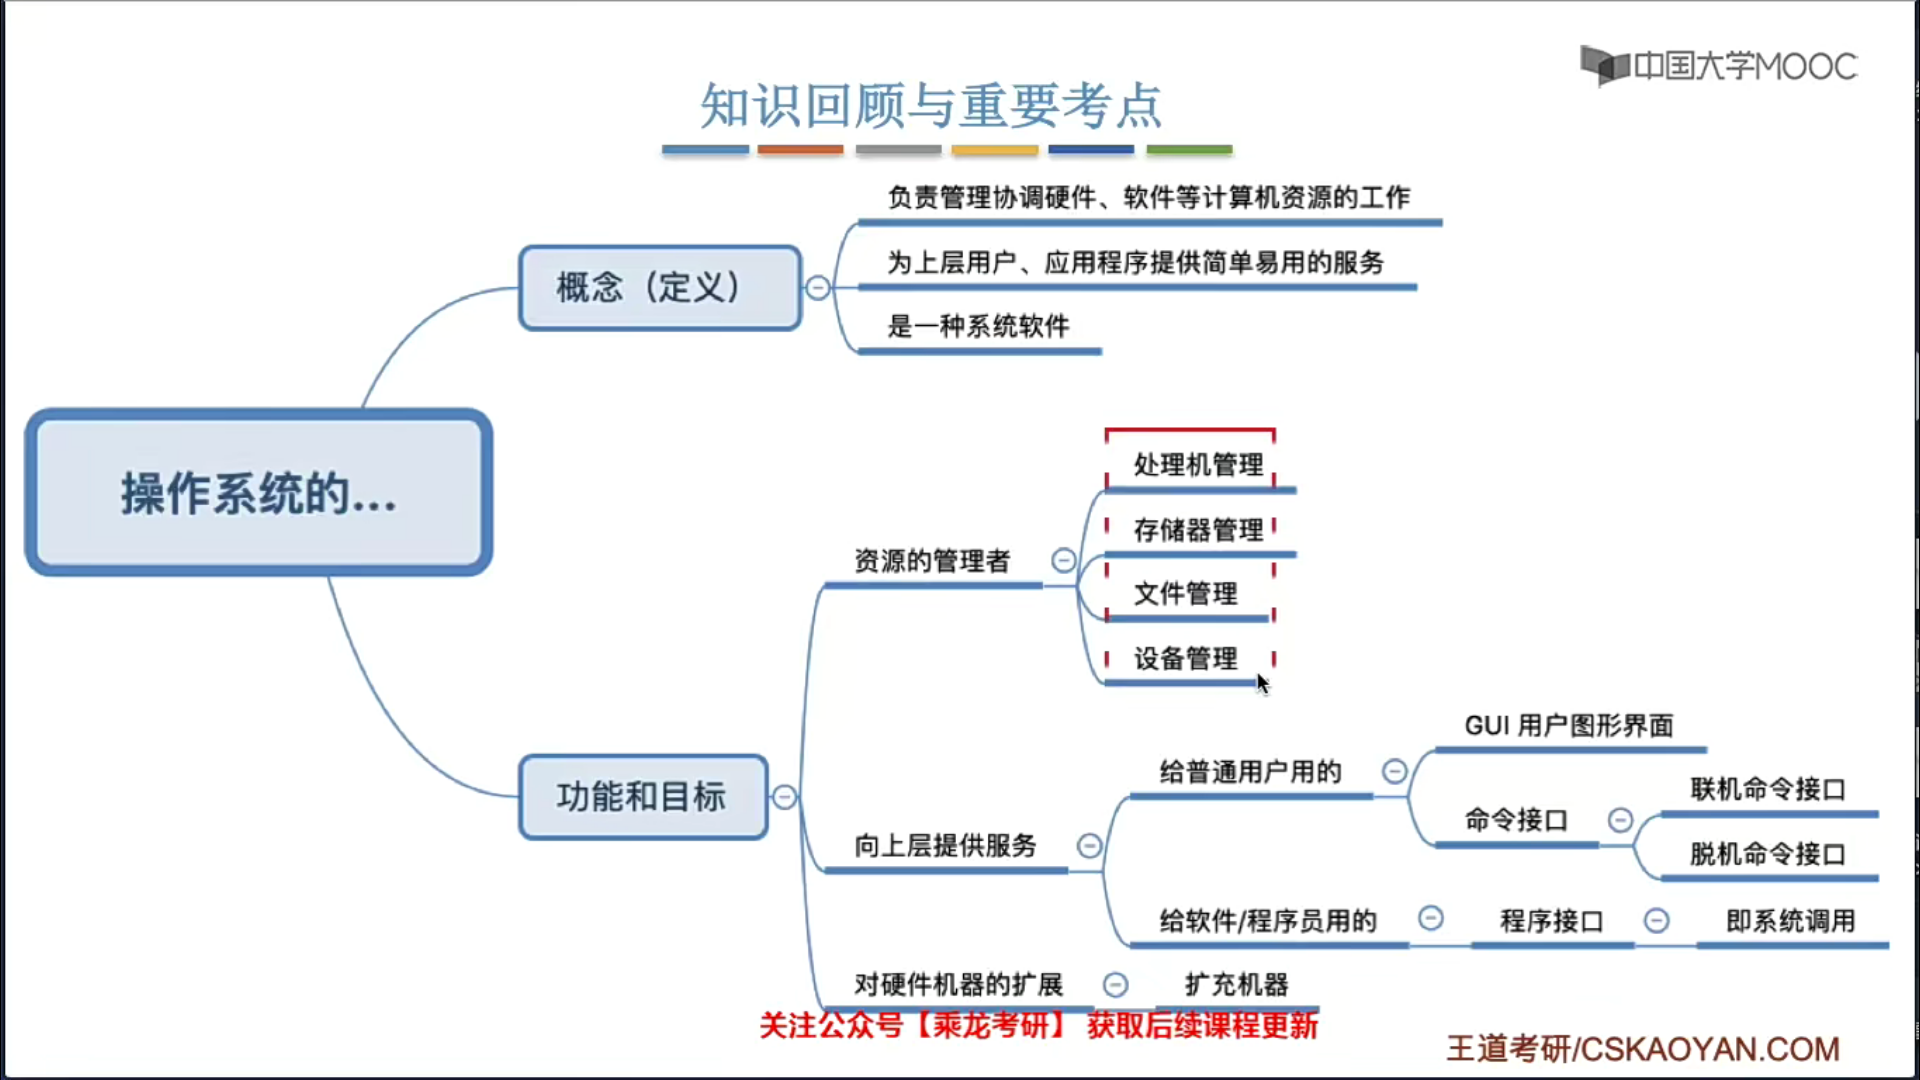 中国大学MOOC
知识回顾与重要考点
负责管理协调硬件、软件等计算机资源的工作
概念（定义）
为上层用户、应用程序提供简单易用的服务
是一种系统软件
操作系统的...
处理机管理
存储器管理
资源的管理者
文件管理
设备管理
功能和目标
GUI 用户图形界面
给普通用户用的
联机命令接口
命令接口
脱机命令接口
向上层提供服务
给软件/程序员用的
程序接口
即系统调用
对硬件机器的扩展
扩充机器
关注公众号【乘龙考研】 获取后续课程更新
王道考研/CSKAOYAN.COM